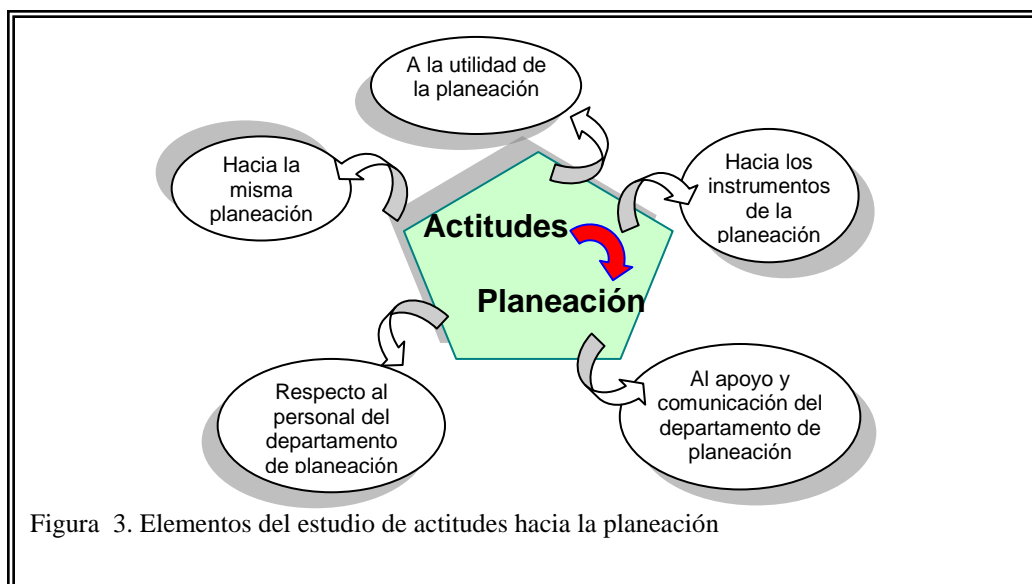 A la utilidad de
la planeación
Hacia la
misma
planeación
Hacia los
instrumentos
de la
planeación
Actitudes
Planeación
Respecto al
personal del
departamento
de planeación
Al apoyo y
comunicación del
departamento de
planeación
Figura 3. Elementos del estudio de actitudes hacia la planeación